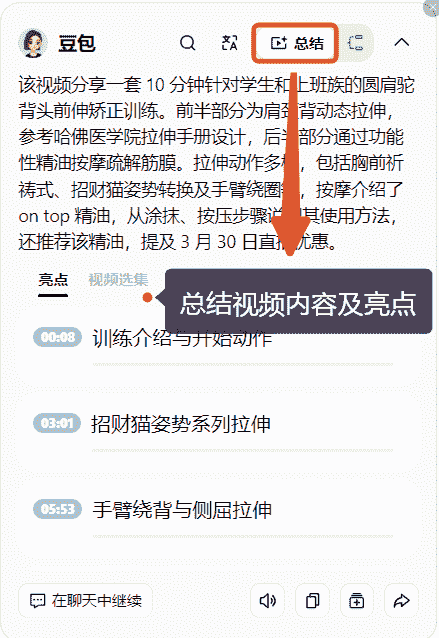 豆包
总结
该视频分享一套 10 分钟针对学生和上班族的圆肩驼
背头前伸矫正训练。前半部分为肩颈背动态拉伸，
参考哈佛医学院拉伸手册设计，后半部分通过功能
性精油按摩疏解筋膜。拉伸动作多样，包括胸前祈
祷式、招财猫姿势转换及手臂绕圈等，按摩介绍了
on top 精油，从涂抹、按压步骤说明其使用方法，
还推荐该精油，提及 3 月 30 日直播优惠。
亮点 视频选集
总结视频内容及亮点
00:08 训练介绍与开始动作
03:01 招财猫姿势系列拉伸
05:53 手臂绕背与侧屈拉伸
在聊天中继续